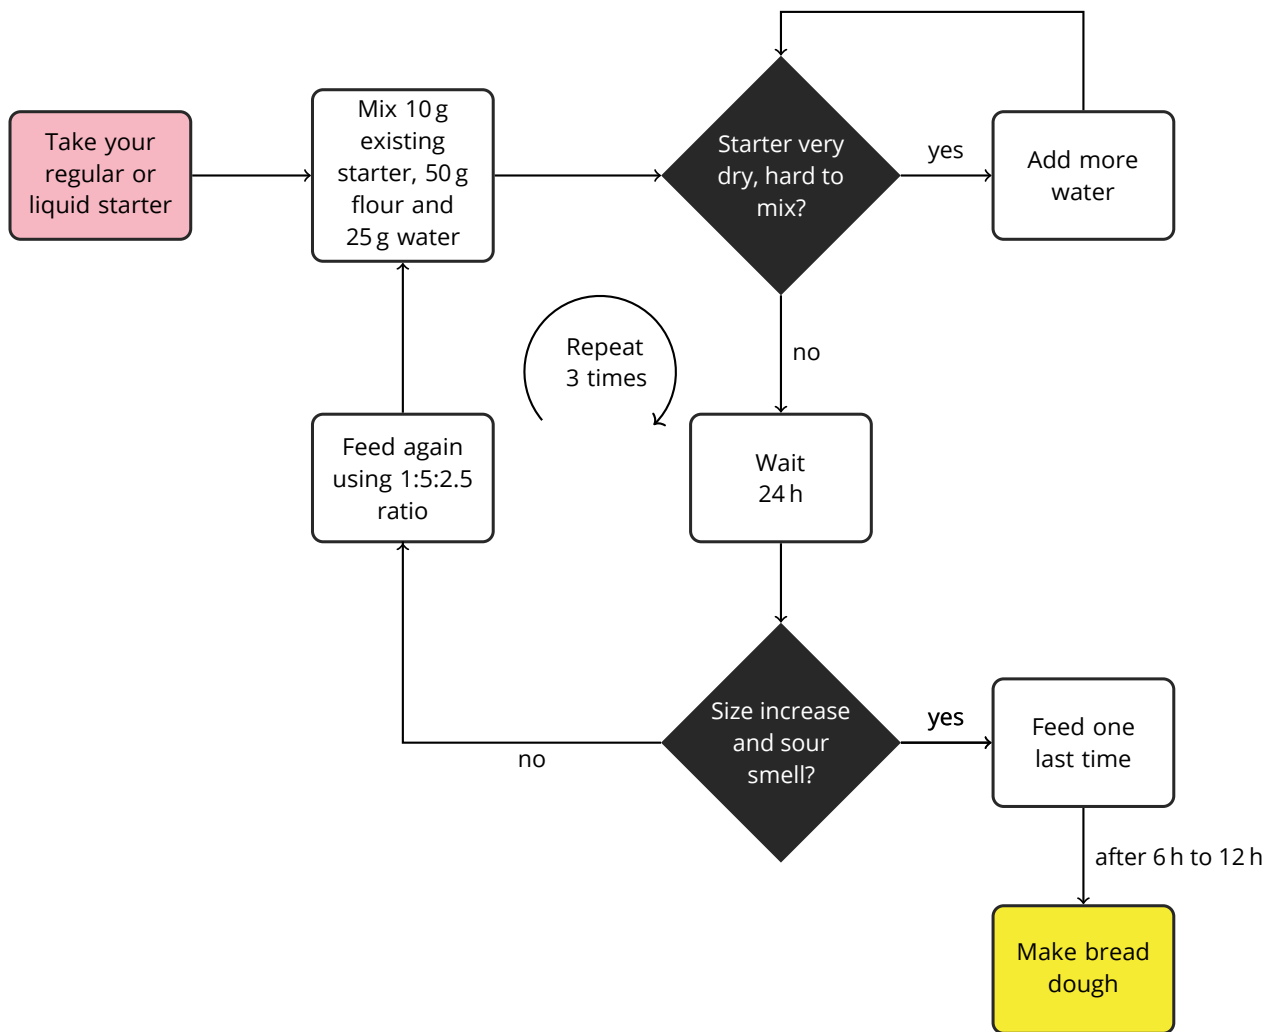 Take your
regular or
liquid starter
Mix 10 g
existing
starter, 50 g
flour and
25 g water
Starter very
dry, hard to
mix?
yes
Add more
water
no
Repeat
3 times
Feed again
using 1:5:2.5
ratio
Wait
24 h
Size increase
and sour
smell?
no
yes
Feed one
last time
after 6 h to 12 h
Make bread
dough